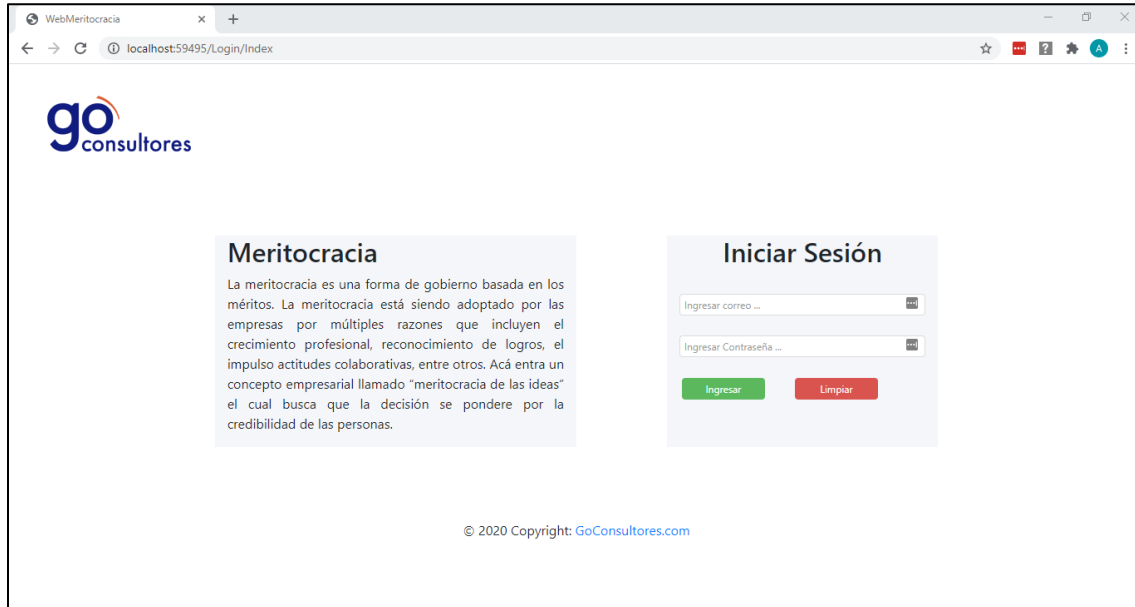 WebMeritocracia
localhost:59495/Login/Index
A
go
consultores
Meritocracia
La meritocracia es una forma de gobierno basada en los
méritos. La meritocracia está siendo adoptado por las
empresas por múltiples razones que incluyen el
crecimiento profesional, reconocimiento de logros, el
impulso actitudes colaborativas, entre otros. Acá entra un
concepto empresarial llamado “meritocracia de las ideas”
el cual busca que la decisión se pondere por la
credibilidad de las personas.
Iniciar Sesión
Ingresar correo ...
Ingresar Contraseña ...
Ingresar Limpiar
© 2020 Copyright: GoConsultores.com